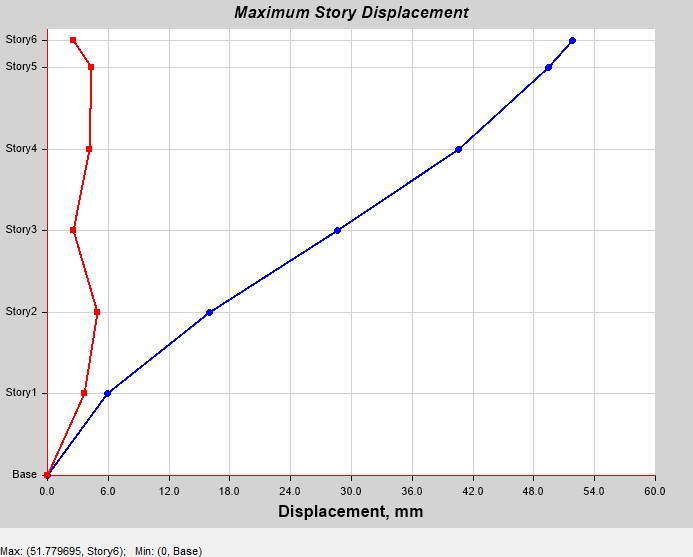 Maximum Story Displacement
Story6
Story5
Story4
Story3
Story2
Story1
Base
0.0 6.0 12.0 18.0 24.0 30.0 36.0 42.0 48.0 54.0 60.0
Displacement, mm
Max: (51.779695, Story6); Min: (0, Base)